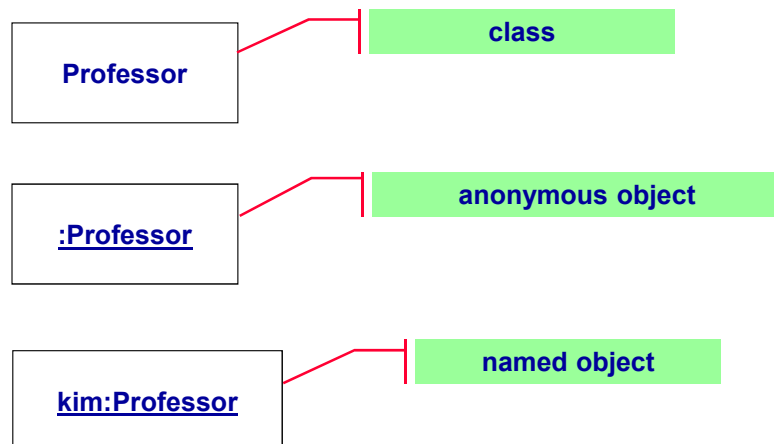 Professor
class
:Professor
anonymous object
kim:Professor
named object